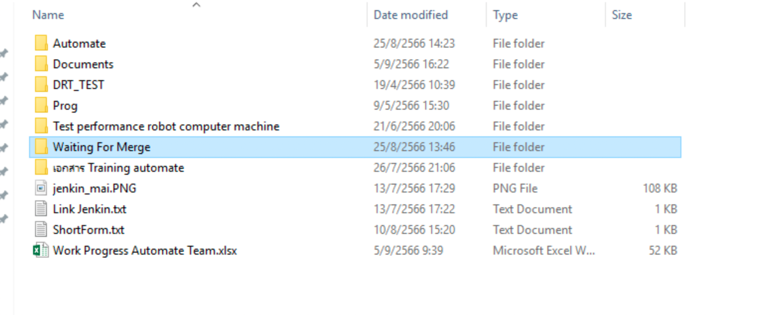 Name Date modified Type Size
Automate 25/8/2566 14:23 File folder
Documents 5/9/2566 16:22 File folder
DRT_TEST 19/4/2566 10:39 File folder
Prog 9/5/2566 15:30 File folder
Test performance robot computer machine 21/6/2566 20:06 File folder
Waiting For Merge 25/8/2566 13:46 File folder
เอกสาร Training automate 26/7/2566 21:06 File folder
jenkin_mai.PNG 13/7/2566 17:29 PNG File 108 KB
Link Jenkin.txt 13/7/2566 17:22 Text Document 1 KB
ShortForm.txt 10/8/2566 15:20 Text Document 1 KB
Work Progress Automate Team.xlsx 5/9/2566 9:39 Microsoft Excel W... 52 KB